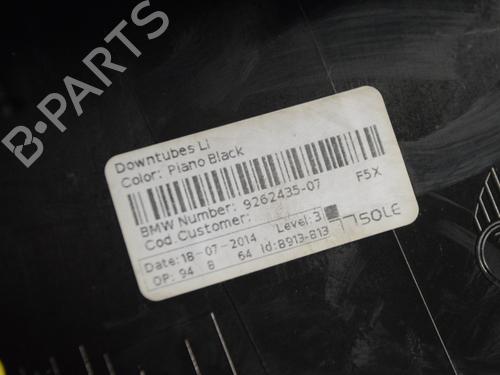 B-PARTS
Downtubes Li
Color: Piano Black
BMW Number: 9262435-07
F5X
Cod.Customer:
Date:18-07-2014 Level:3
SOLE
OP: 94 8 64 Id:8913-813